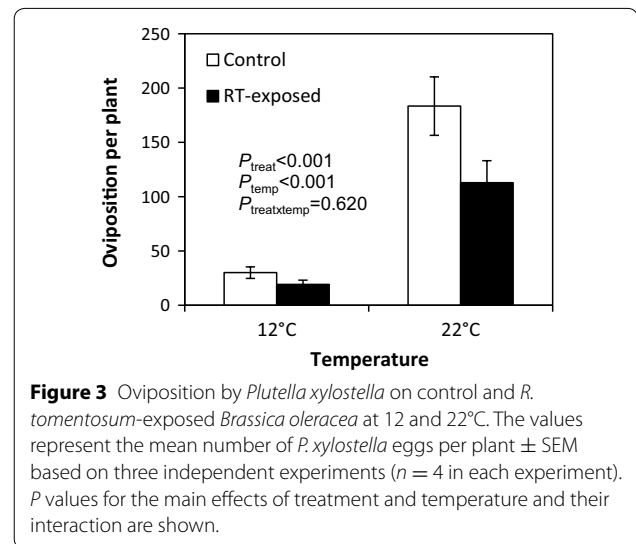 250
200
150
100
50
0
Oviposition per plant
Control
RT-exposed
P treat<0.001
P temp<0.001
P treatxtemp=0.620
12°C 22°C
Temperature
Figure 3 Oviposition by Plutella xylostella on control and R.
tomentosum-exposed Brassica oleracea at 12 and 22°C. The values
represent the mean number of P. xylostella eggs per plant ± SEM
based on three independent experiments (n = 4 in each experiment).
P values for the main effects of treatment and temperature and their
interaction are shown.